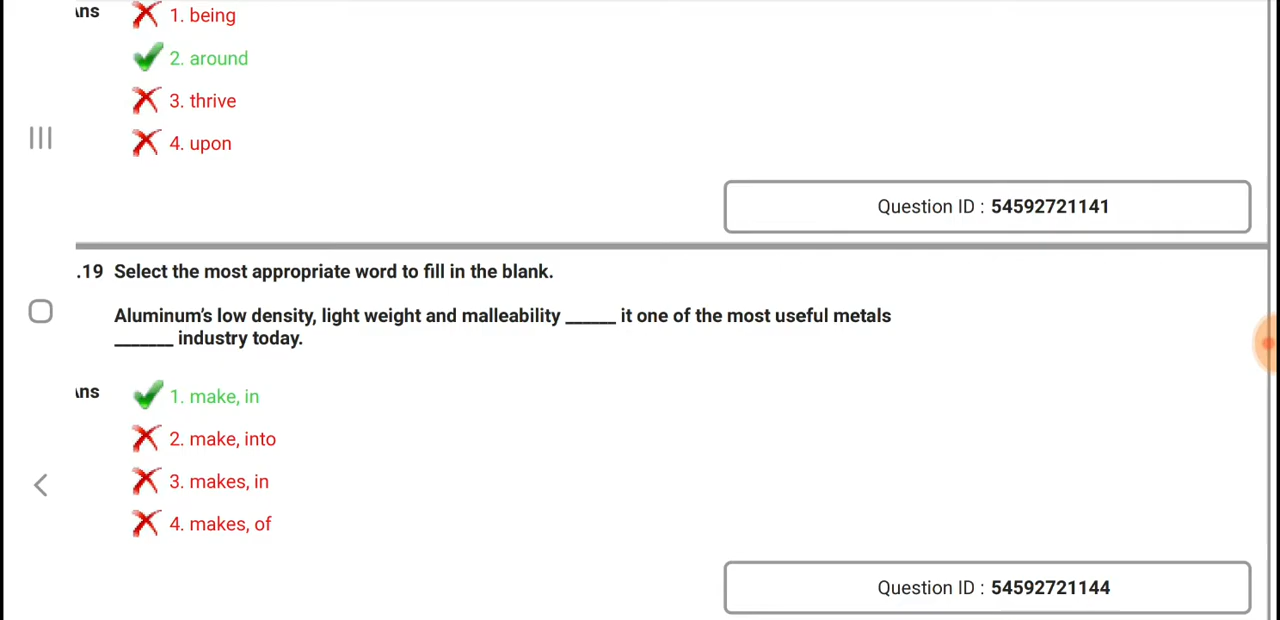 ns
1. being
2. around
3. thrive
4. upon
Question ID : 54592721141
.19 Select the most appropriate word to fill in the blank.
Aluminum's low density, light weight and malleability ______ it one of the most useful metals
_______ industry today.
ns
1. make, in
2. make, into
3. makes, in
4. makes, of
Question ID : 54592721144